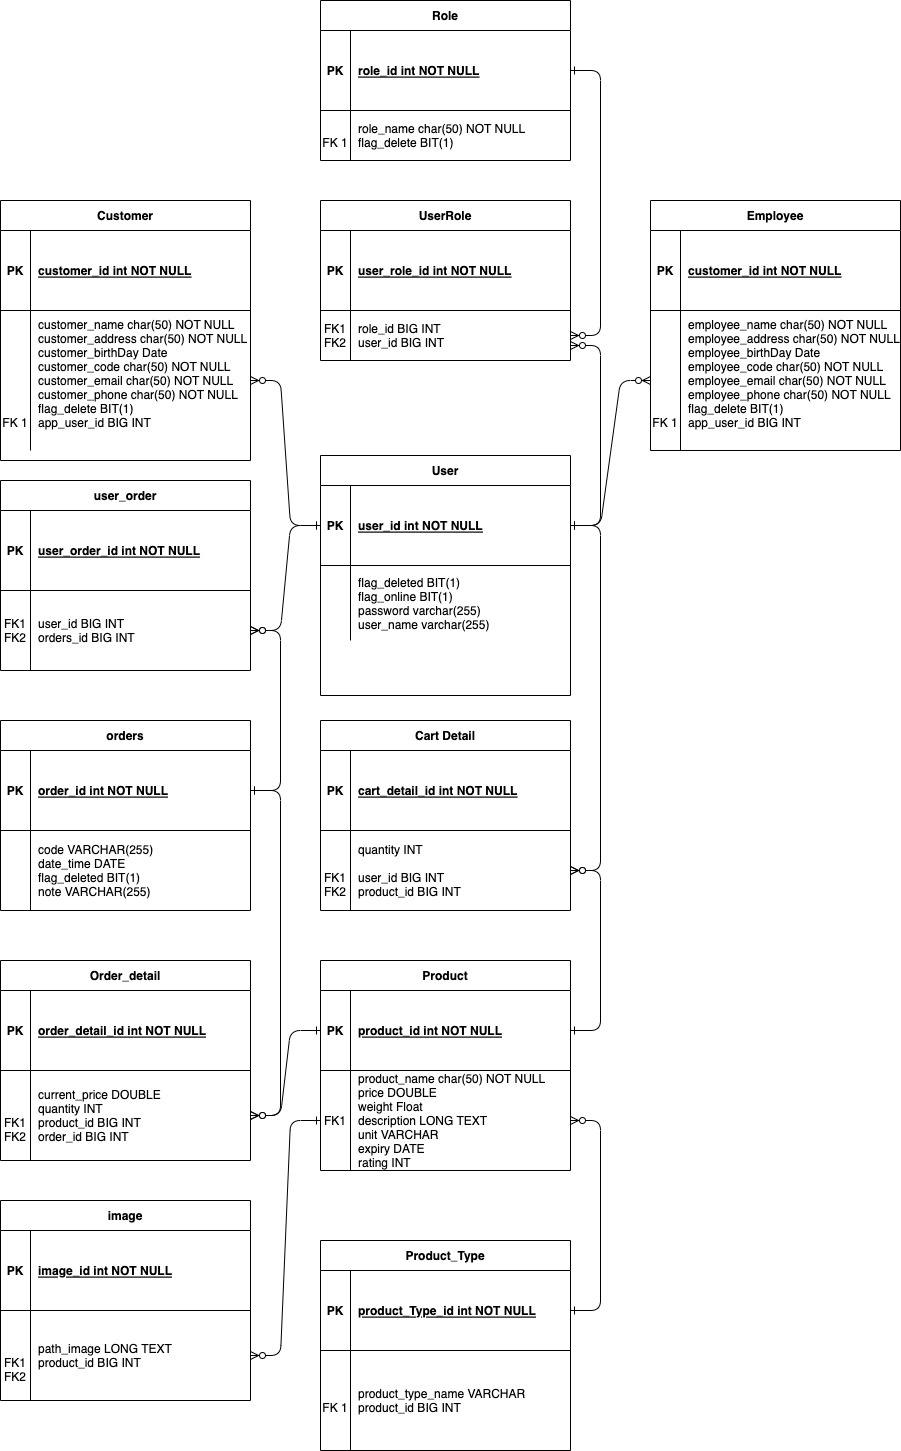 Role
PK role_id int NOT NULL
role_name char(50) NOT NULL
FK 1 flag_delete BIT(1)
Customer
PK customer_id int NOT NULL
customer_name char(50) NOT NULL
customer_address char(50) NOT NULL
customer_birthDay Date
customer_code char(50) NOT NULL
customer_email char(50) NOT NULL
customer_phone char(50) NOT NULL
flag_delete BIT(1)
FK 1 app_user_id BIG INT
UserRole
PK user_role_id int NOT NULL
FK1 role_id BIG INT
FK2 user_id BIG INT
Employee
PK customer_id int NOT NULL
employee_name char(50) NOT NULL
employee_address char(50) NOT NULL
employee_birthDay Date
employee_code char(50) NOT NULL
employee_email char(50) NOT NULL
employee_phone char(50) NOT NULL
flag_delete BIT(1)
FK 1 app_user_id BIG INT
User
PK user_id int NOT NULL
flag_deleted BIT(1)
flag_online BIT(1)
password varchar(255)
user_name varchar(255)
user_order
PK user_order_id int NOT NULL
FK1 user_id BIG INT
FK2 orders_id BIG INT
orders
PK order_id int NOT NULL
code VARCHAR(255)
date_time DATE
flag_deleted BIT(1)
note VARCHAR(255)
Cart Detail
PK cart_detail_id int NOT NULL
quantity INT
FK1 user_id BIG INT
FK2 product_id BIG INT
Order_detail
PK order_detail_id int NOT NULL
current_price DOUBLE
quantity INT
FK1 product_id BIG INT
FK2 order_id BIG INT
Product
PK product_id int NOT NULL
product_name char(50) NOT NULL
price DOUBLE
weight Float
FK1 description LONG TEXT
unit VARCHAR
expiry DATE
rating INT
image
PK image_id int NOT NULL
path_image LONG TEXT
FK1 product_id BIG INT
FK2
Product_Type
PK product_Type_id int NOT NULL
product_type_name VARCHAR
FK 1 product_id BIG INT